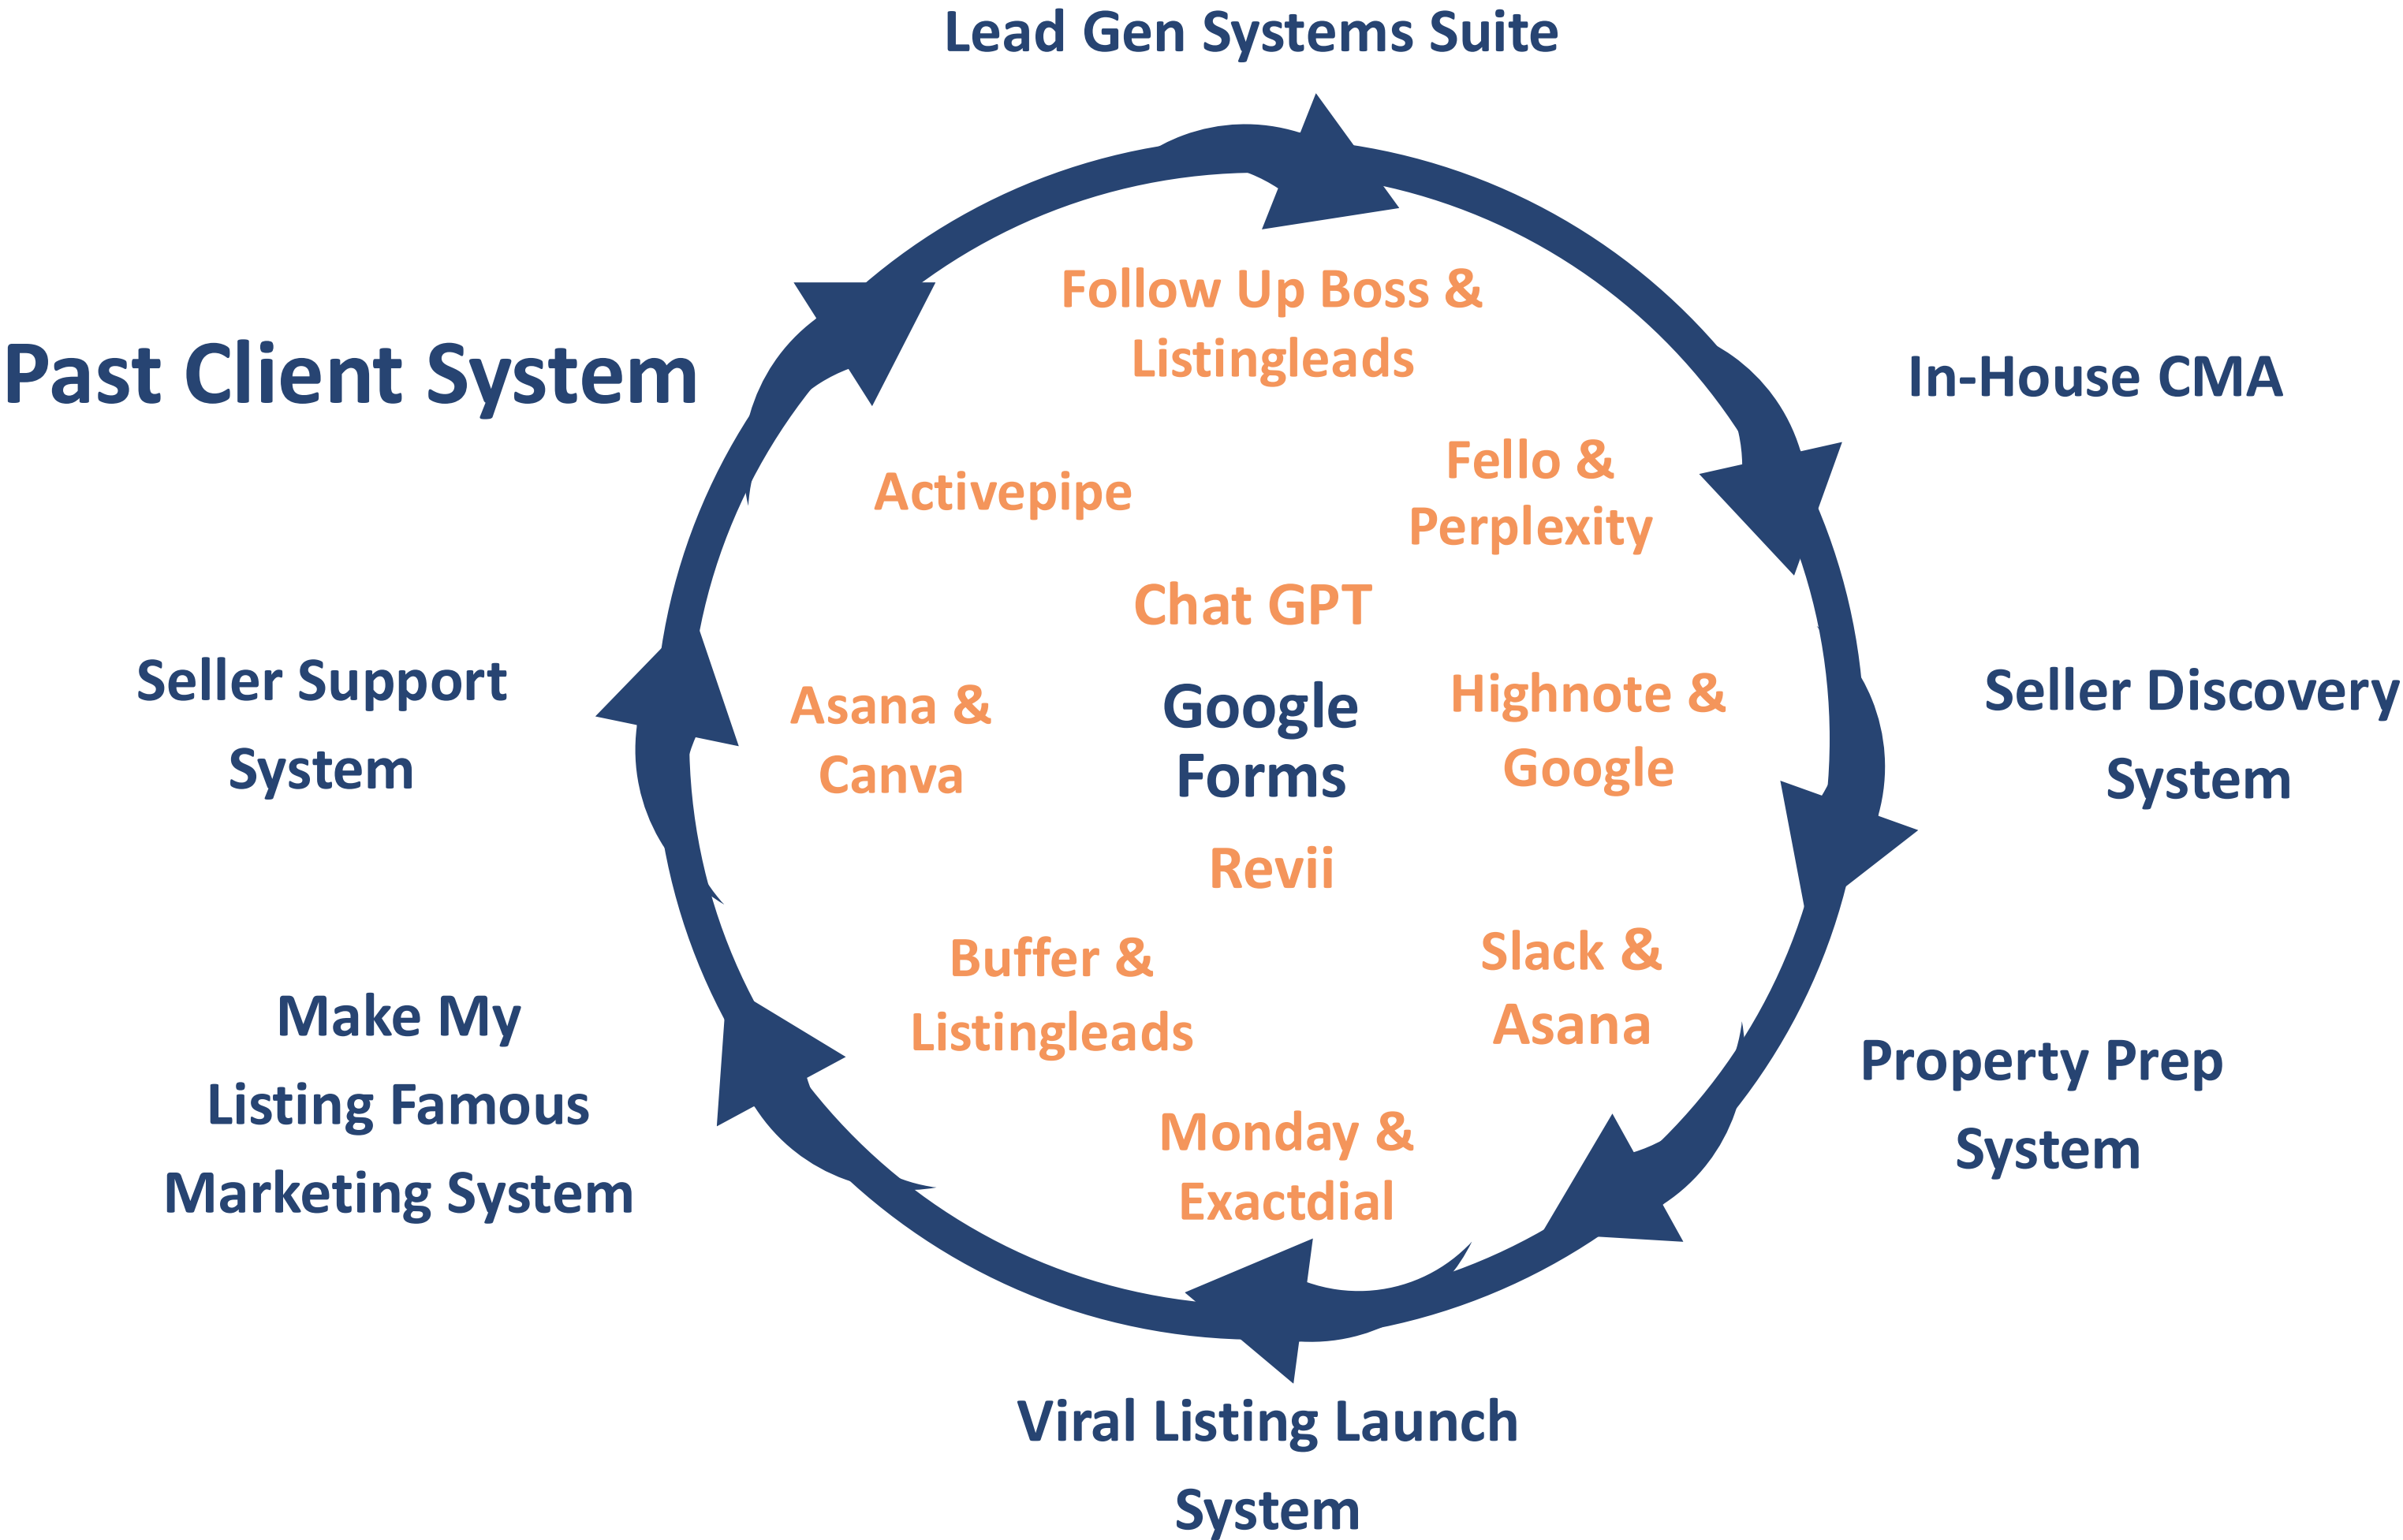 Lead Gen Systems Suite
Follow Up Boss &
Listingleads
Past Client System
In-House CMA
Activepipe
Fello &
Perplexity
Chat GPT
Seller Support
System
Asana &
Canva
Google
Forms
Highnote &
Google
Seller Discovery
System
Revii
Buffer &
Listingleads
Slack &
Asana
Make My
Listing Famous
Marketing System
Property Prep
System
Monday &
Exactdial
Viral Listing Launch
System